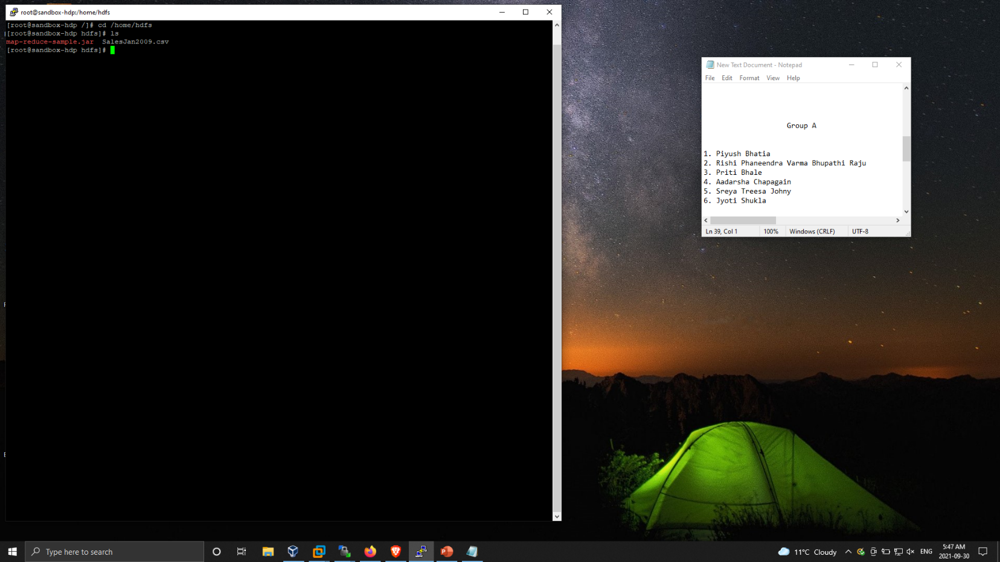 root@sandbox-hdp:/home/hdfs
[root@sandbox-hdp /]# cd /home/hdfs
[root@sandbox-hdp hdfs]# ls
map-reduce-sample.jar  SalesJan2009.csv
[root@sandbox-hdp hdfs]#
New Text Document - Notepad
File Edit Format View Help
Group A
1. Piyush Bhatia
2. Rishi Phaneendra Varma Bhupathi Raju
3. Priti Bhale
4. Aadarsha Chapagain
5. Sreya Treesa Johny
6. Jyoti Shukla
Ln 39, Col 1 100% Windows (CRLF) UTF-8
Type here to search
11°C Cloudy
ENG
5:47 AM
2021-09-30